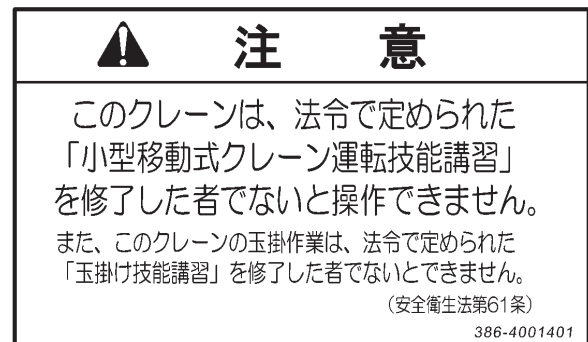 注 意
このクレーンは、法令で定められた
「小型移動式クレーン運転技能講習」
を修了した者でないと操作できません。
また、このクレーンの玉掛作業は、法令で定められた
「玉掛け技能講習」を修了した者でないとできません。
（安全衛生法第61条）
386-4001401